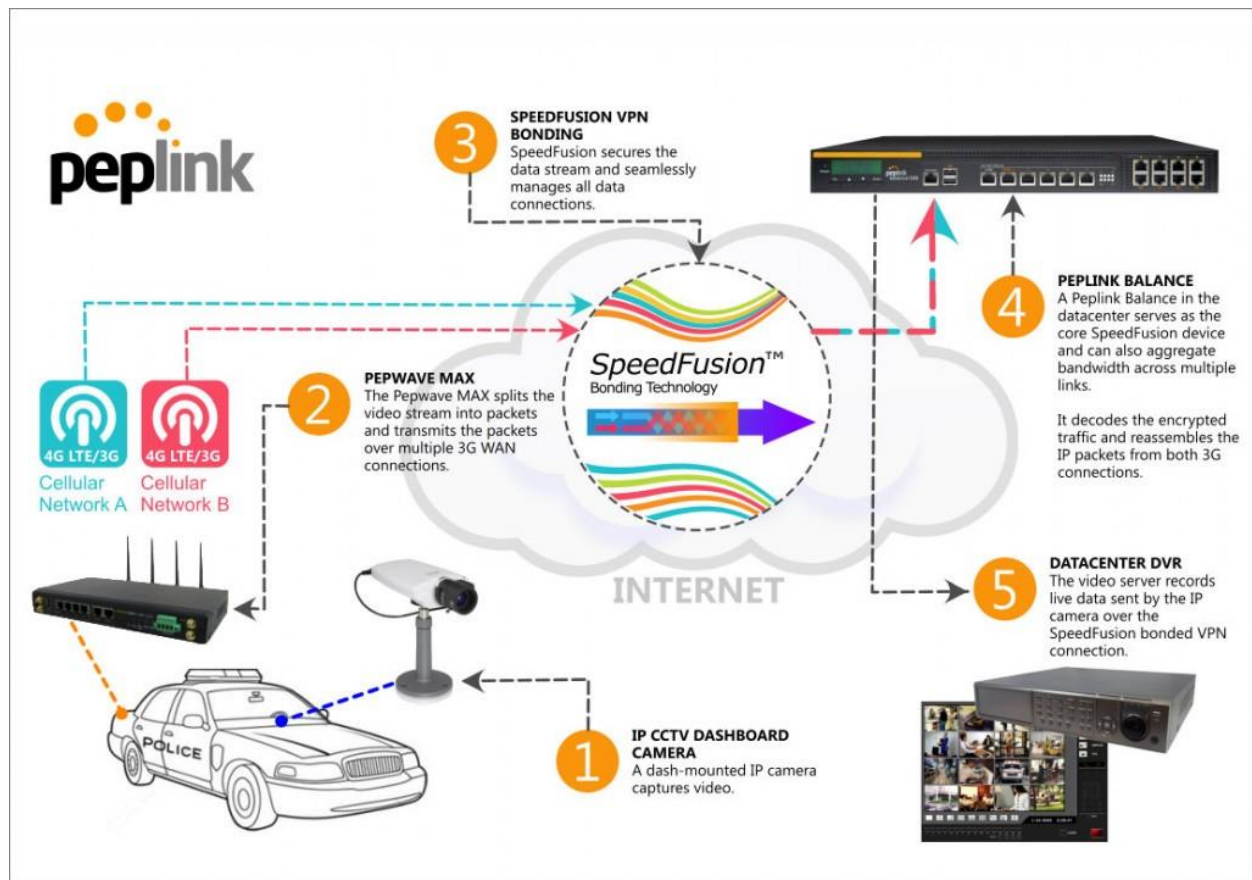 peplink
3
SPEEDFUSION VPN
BONDING
SpeedFusion secures the
data stream and seamlessly
manages all data
connections.
4G LTE/3G
Cellular
Network A
4G LTE/3G
Cellular
Network B
2
PEPWAVE MAX
The Pepwave MAX splits the
video stream into packets
and transmits the packets
over multiple 3G WAN
connections.
SpeedFusion™
Bonding Technology
INTERNET
4
PEPLINK BALANCE
A Peplink Balance in the
datacenter serves as the
core SpeedFusion device
and can also aggregate
bandwidth across multiple
links.
It decodes the encrypted
traffic and reassembles the
IP packets from both 3G
connections.
POLICE
1
IP CCTV DASHBOARD
CAMERA
A dash-mounted IP camera
captures video.
5
DATACENTER DVR
The video server records
live data sent by the IP
camera over the
SpeedFusion bonded VPN
connection.